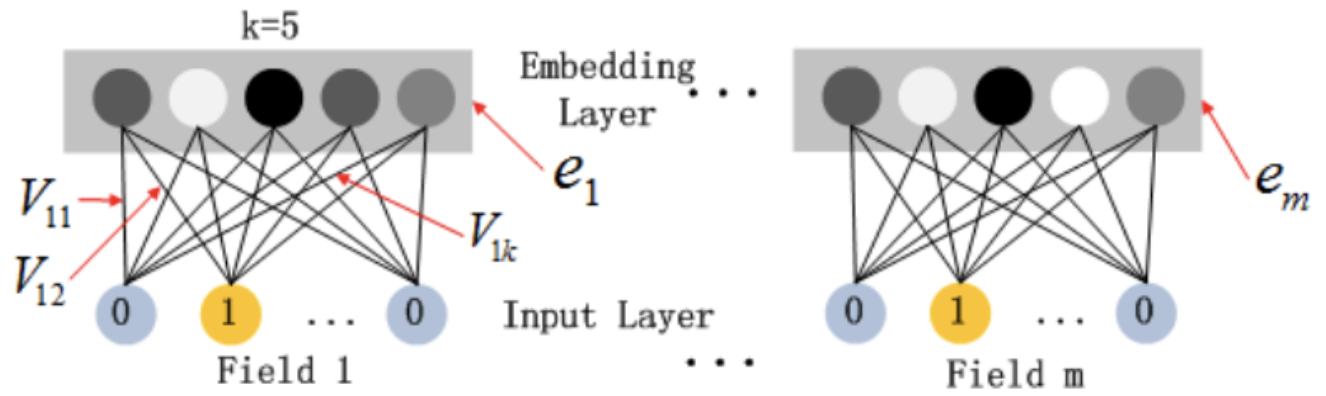 k=5
Embedding
Layer
...
e1
em
V11
V12
V1k
0 1 ... 0
Input Layer
0 1 ... 0
...
Field 1
Field m